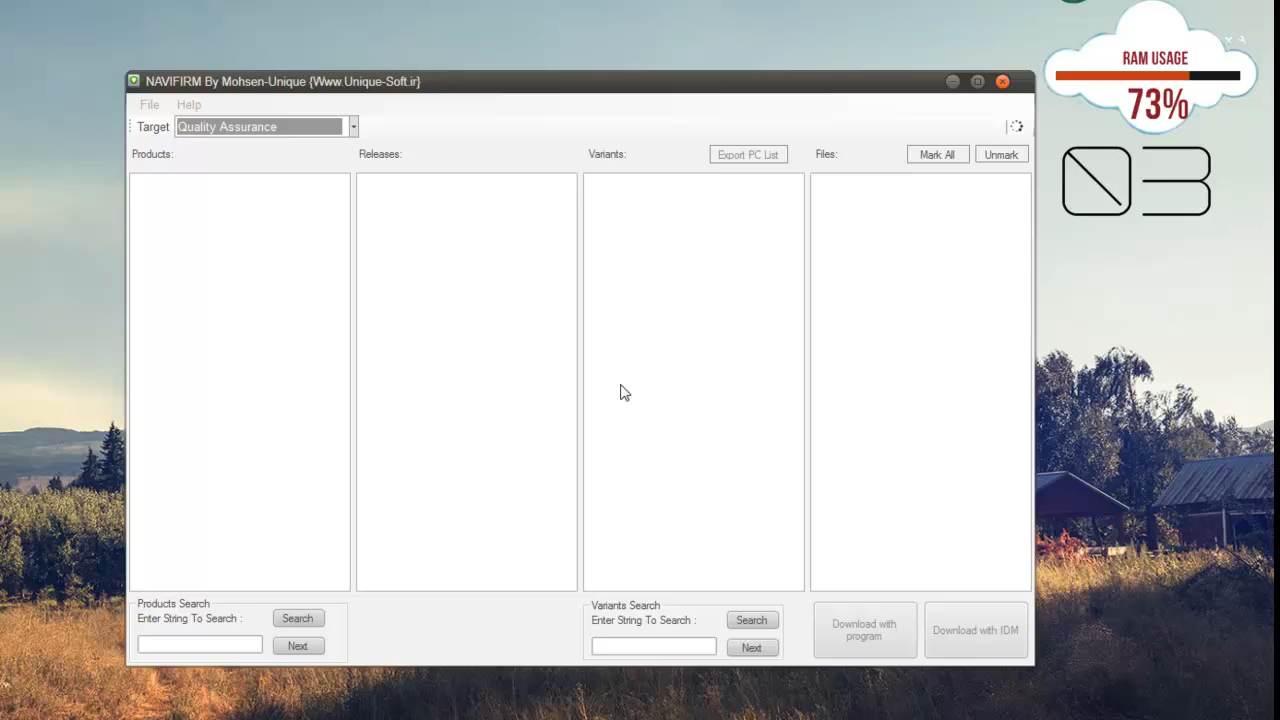 NAVIFIRM By Mohsen-Unique {Www.Unique-Soft.ir}
File Help
Target Quality Assurance
Products: Releases: Variants: Export PC List Files: Mark All Unmark
Products Search
Enter String To Search : Search
Next
Variants Search
Enter String To Search : Search
Next
Download with
program
Download with IDM
RAM USAGE
73%
03